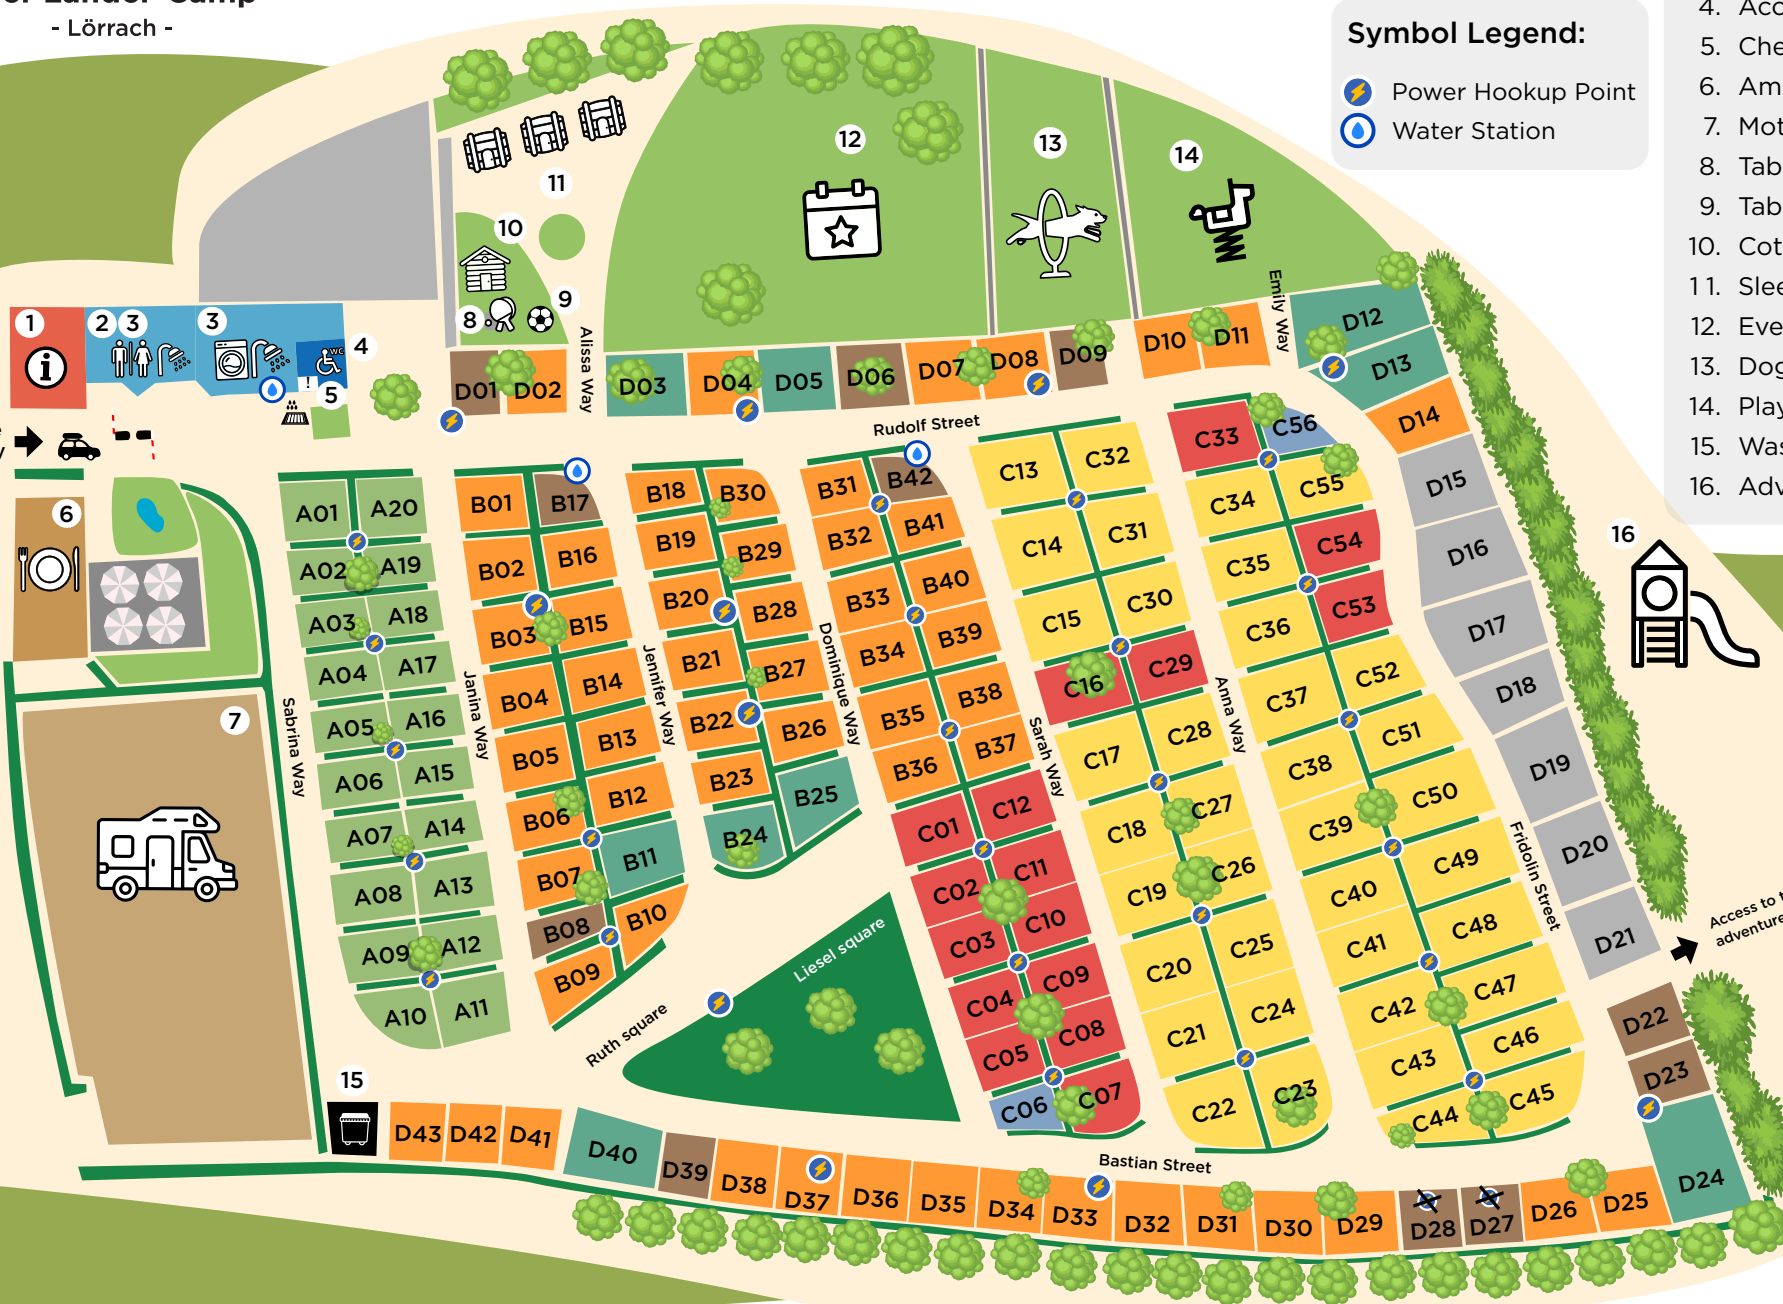 - Lörrach -
Symbol Legend:
Power Hookup Point
Water Station
4.
5.
6.
7.
8.
9.
10.
11.
12.
13.
14.
15.
16.
1
2
3
3
4
5
6
7
8
9
10
11
12
13
14
15
16
WC
!
Alissa Way
Emily Way
Rudolf Street
Sabrina Way
Janina Way
Jennifer Way
Dominique Way
Sarah Way
Anna Way
Fridolin Street
Bastian Street
Ruth square
Liesel square
Access to
adventure
D01
D02
D03
D04
D05
D06
D07
D08
D09
D10
D11
D12
D13
D14
D15
D16
D17
D18
D19
D20
D21
D22
D23
D24
D25
D26
D27
D28
D29
D30
D31
D32
D33
D34
D35
D36
D37
D38
D39
D40
D41
D42
D43
A01
A20
A02
A19
A03
A18
A04
A17
A05
A16
A06
A15
A07
A14
A08
A13
A09
A12
A10
A11
B01
B17
B02
B16
B03
B15
B04
B14
B05
B13
B06
B12
B07
B11
B08
B10
B09
B18
B30
B19
B29
B20
B28
B21
B27
B22
B26
B23
B25
B24
B31
B42
B32
B41
B33
B40
B34
B39
B35
B38
B36
B37
C01
C12
C02
C11
C03
C10
C04
C09
C05
C08
C06
C07
C13
C32
C14
C31
C15
C30
C16
C29
C17
C28
C18
C27
C19
C26
C20
C25
C21
C24
C22
C23
C33
C56
C34
C55
C35
C54
C36
C53
C37
C52
C38
C51
C39
C50
C40
C49
C41
C48
C42
C47
C43
C46
C44
C45